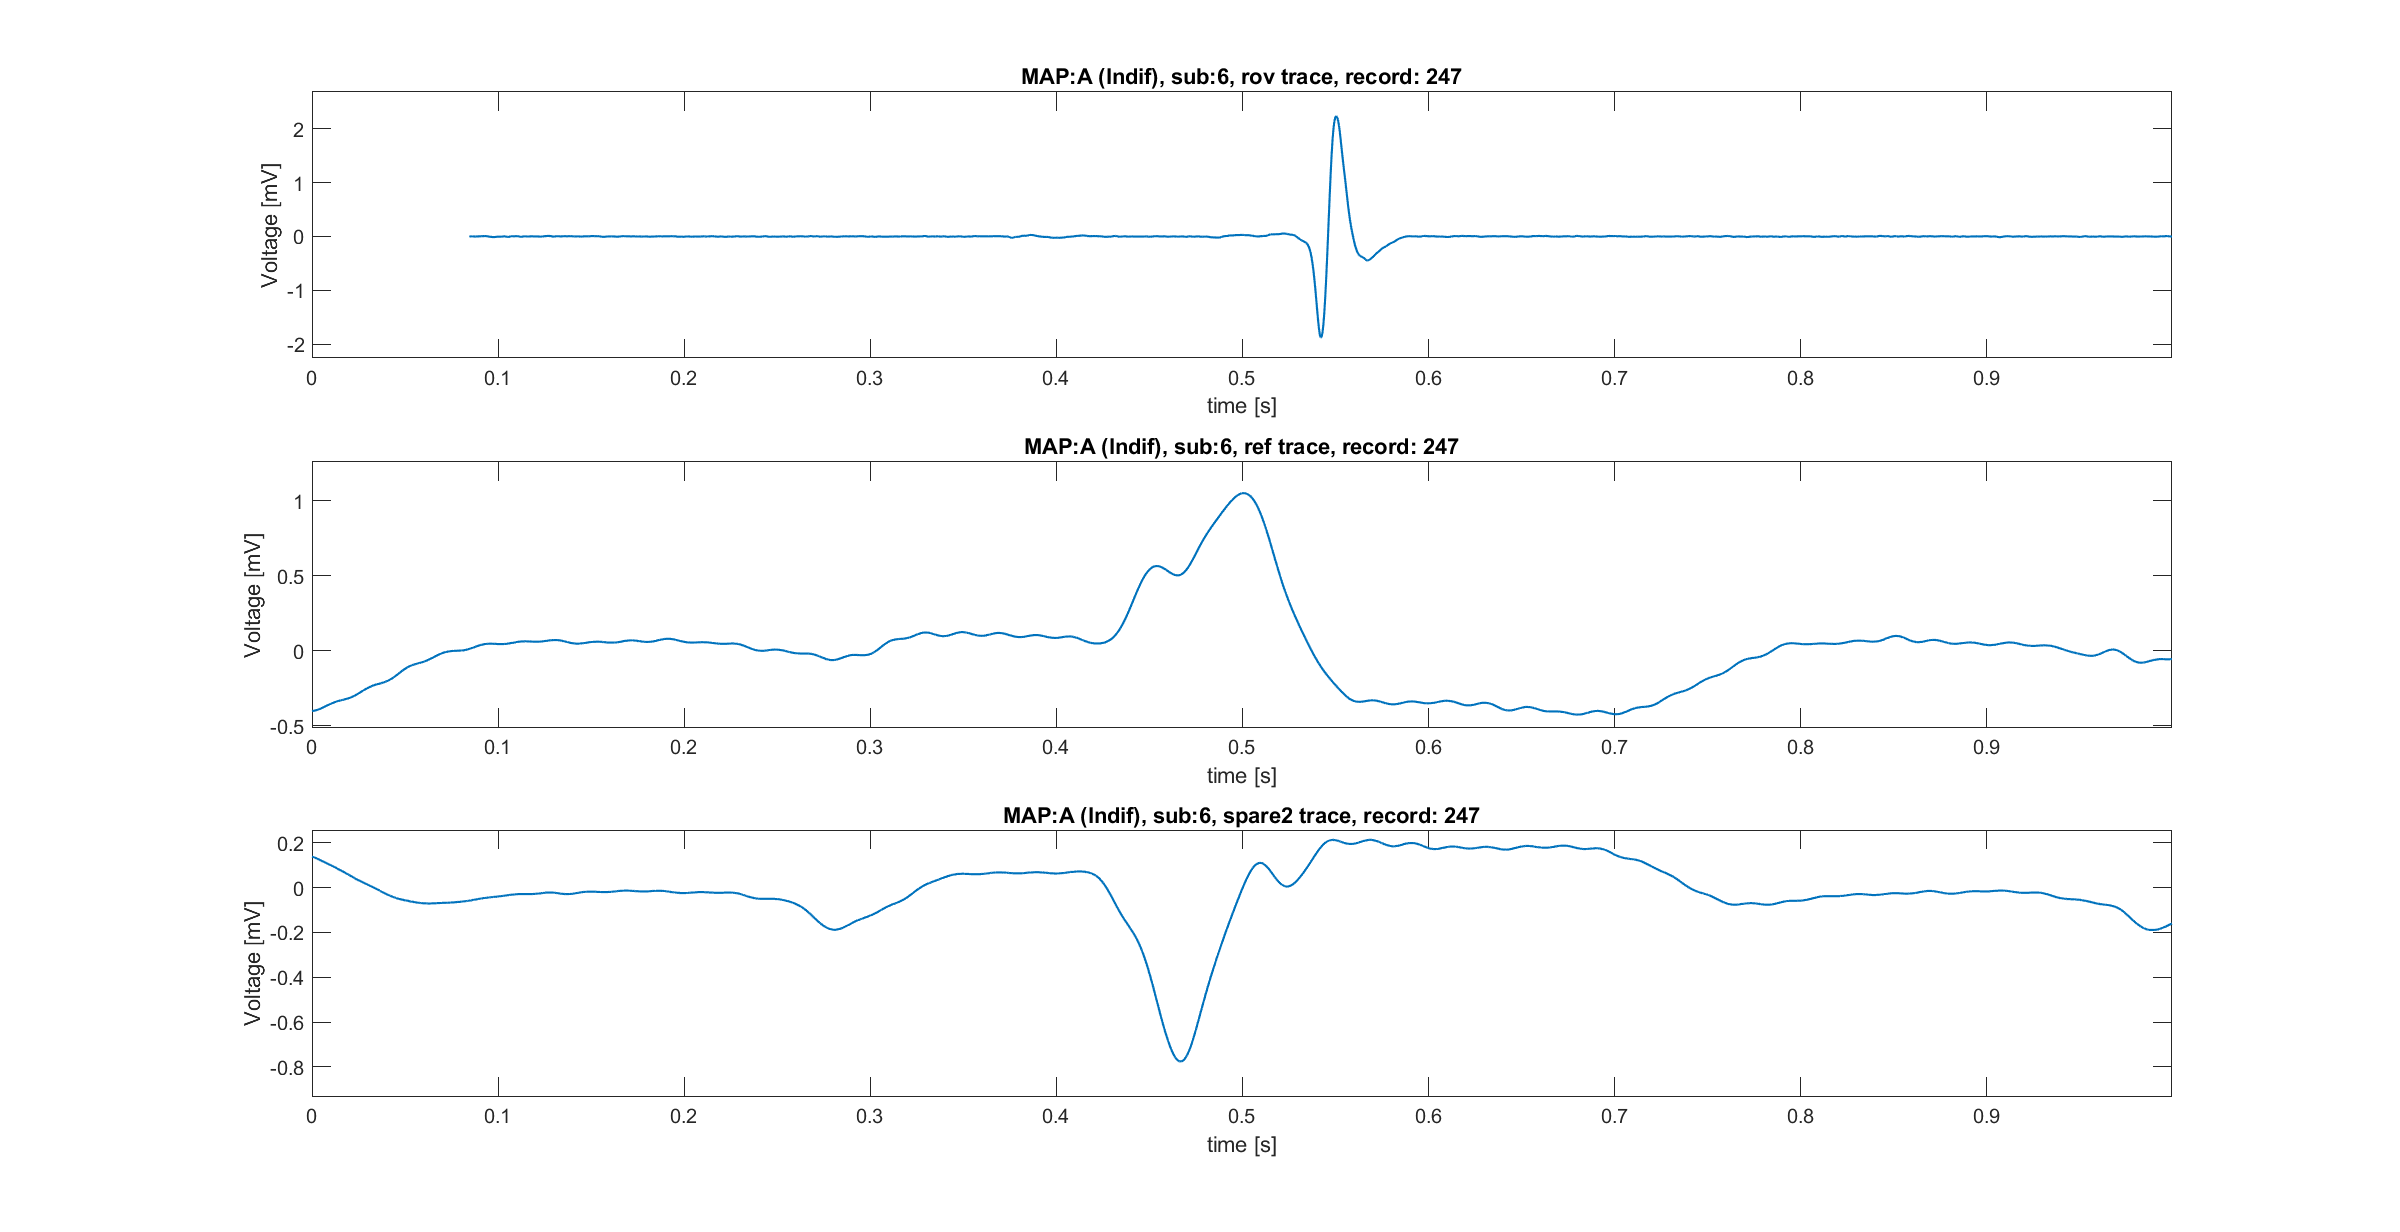 MAP:A (Indif), sub:6, rov trace, record: 247
Voltage [mV]
2
1
0
-1
-2
0 0.1 0.2 0.3 0.4 0.5 0.6 0.7 0.8 0.9
time [s]
MAP:A (Indif), sub:6, ref trace, record: 247
Voltage [mV]
1
0.5
0
-0.5
0 0.1 0.2 0.3 0.4 0.5 0.6 0.7 0.8 0.9
time [s]
MAP:A (Indif), sub:6, spare2 trace, record: 247
Voltage [mV]
0.2
0
-0.2
-0.4
-0.6
-0.8
0 0.1 0.2 0.3 0.4 0.5 0.6 0.7 0.8 0.9
time [s]